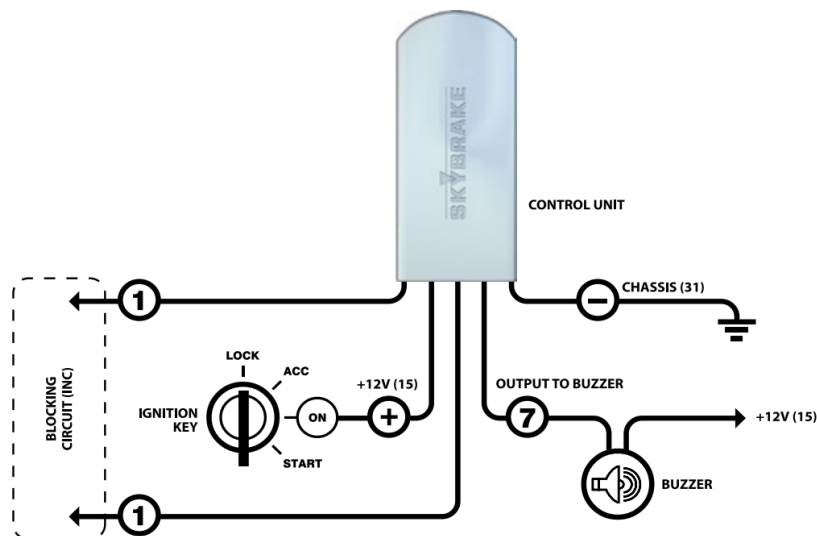 SKYBRAKE
CONTROL UNIT
1
−
CHASSIS (31)
LOCK
ACC
+12V (15)
OUTPUT TO BUZZER
IGNITION
KEY
ON
+
7
+12V (15)
START
BLOCKING
CIRCUIT (INC)
BUZZER
1